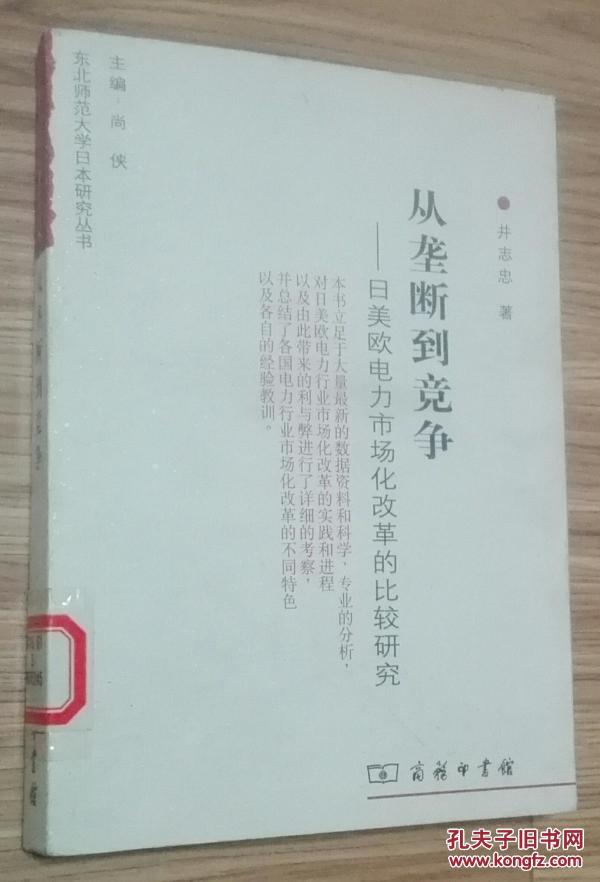 井志忠 著
从垄断到竞争
——日美欧电力市场化改革的比较研究
本书立足于大量最新的数据资料和科学、专业的分析，
对日美欧电力行业市场化改革的实践和进程
以及由此带来的利与弊进行了详细的考察，
并总结了各国电力行业市场化改革的不同特色
以及各自的经验教训。
主编·尚 侠
东北师范大学日本研究丛书
商务印书馆
从垄断到竞争
孔夫子旧书网
www.kongfz.com